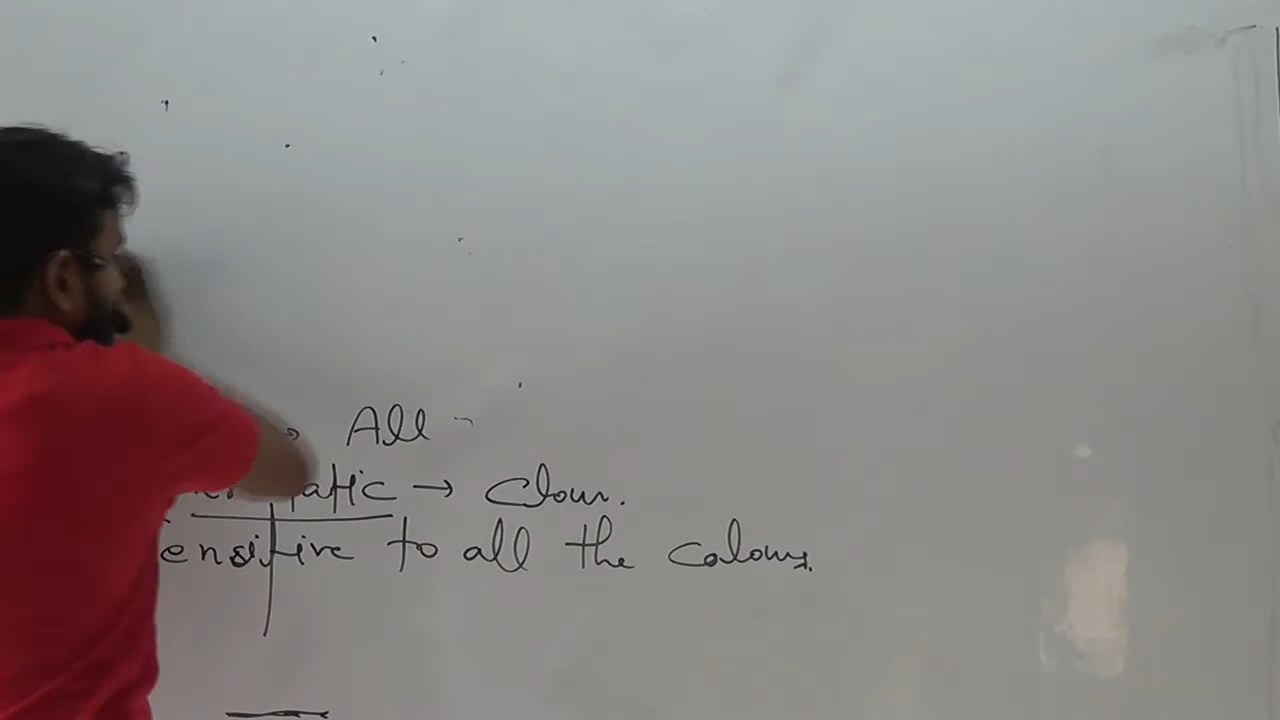 → All
atic → Clour.
ensitive to all the colours.